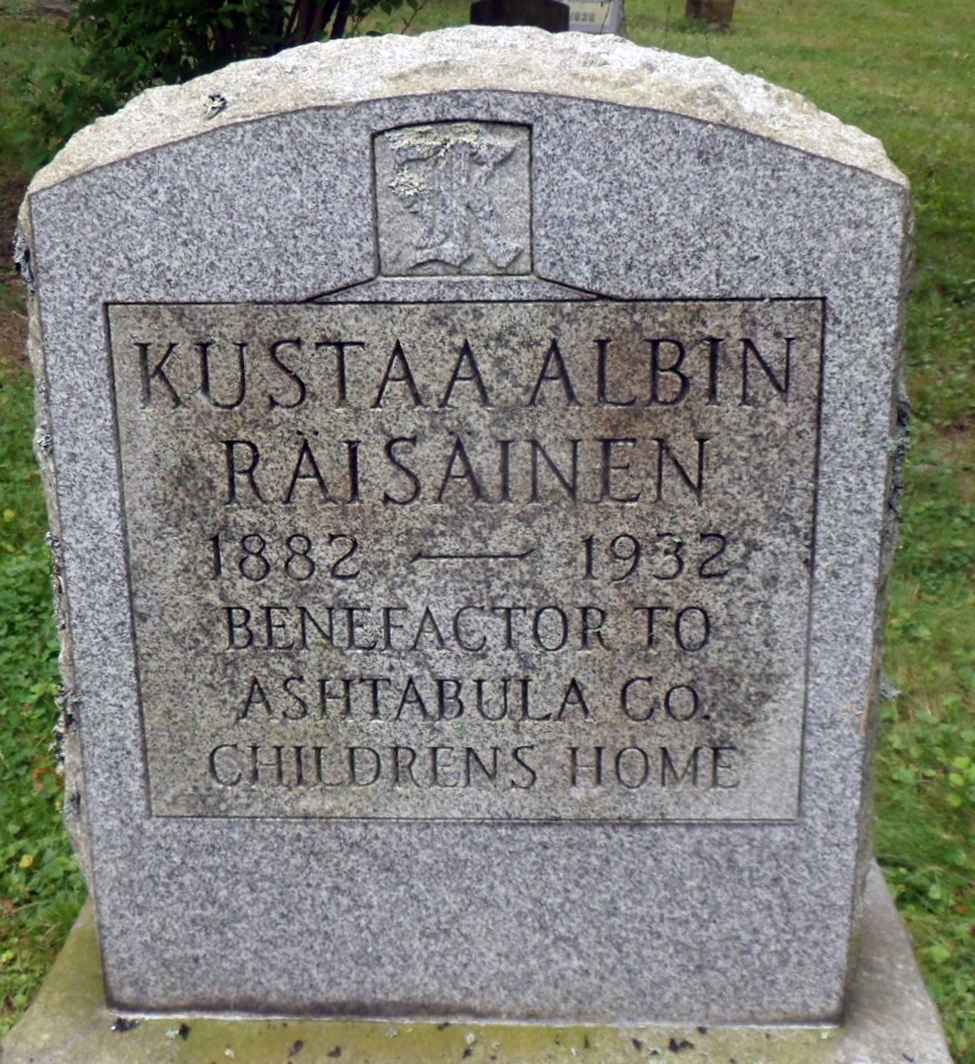 R
KUSTAA ALBIN
RÄISÄINEN
1882 — 1932
BENEFACTOR TO
ASHTABULA CO.
CHILDRENS HOME